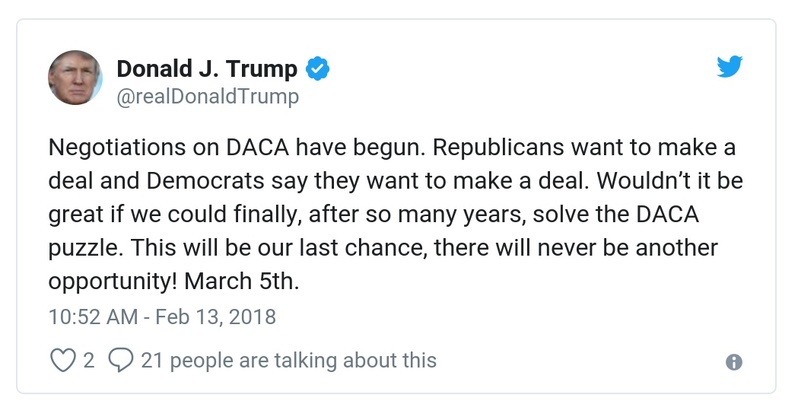 Donald J. Trump
@realDonaldTrump
Negotiations on DACA have begun. Republicans want to make a
deal and Democrats say they want to make a deal. Wouldn’t it be
great if we could finally, after so many years, solve the DACA
puzzle. This will be our last chance, there will never be another
opportunity! March 5th.
10:52 AM - Feb 13, 2018
2 21 people are talking about this